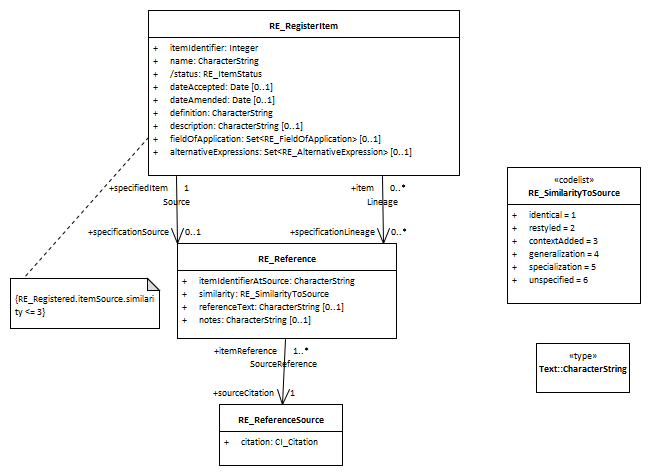 RE_RegisterItem
+ itemIdentifier: Integer
+ name: CharacterString
+ /status: RE_ItemStatus
+ dateAccepted: Date [0..1]
+ dateAmended: Date [0..1]
+ definition: CharacterString
+ description: CharacterString [0..1]
+ fieldOfApplication: Set<RE_FieldOfApplication> [0..1]
+ alternativeExpressions: Set<RE_AlternativeExpression> [0..1]
+specifiedItem 1
Source
+item 0..*
Lineage
+specificationSource 0..1
+specificationLineage 0..*
«codelist»
RE_SimilarityToSource
+ identical = 1
+ restyled = 2
+ contextAdded = 3
+ generalization = 4
+ specialization = 5
+ unspecified = 6
RE_Reference
+ itemIdentifierAtSource: CharacterString
+ similarity: RE_SimilarityToSource
+ referenceText: CharacterString [0..1]
+ notes: CharacterString [0..1]
{RE_Registered.itemSource.similari
ty <= 3}
+itemReference 1..*
SourceReference
+sourceCitation 1
«type»
Text::CharacterString
RE_ReferenceSource
+ citation: CI_Citation